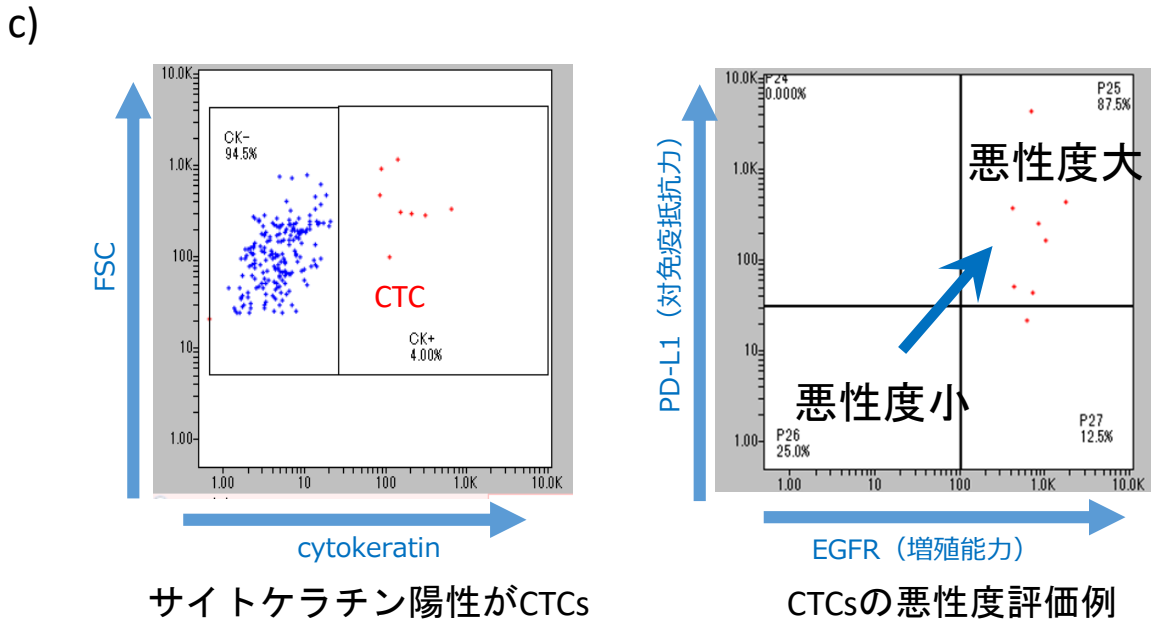 c)
10.0K
1.0K
100
10
1.00
CK-
94.5%
CTC
CK+
4.00%
1.00
10
100
1.0K
10.0K
FSC
cytokeratin
サイトケラチン陽性がCTCs
10.0K
1.0K
100
10
1.00
P24
0.000%
P25
87.5%
悪性度大
悪性度小
P26
25.0%
P27
12.5%
1.00
10
100
1.0K
10.0K
PD-L1（対免疫抵抗力）
EGFR（増殖能力）
CTCsの悪性度評価例